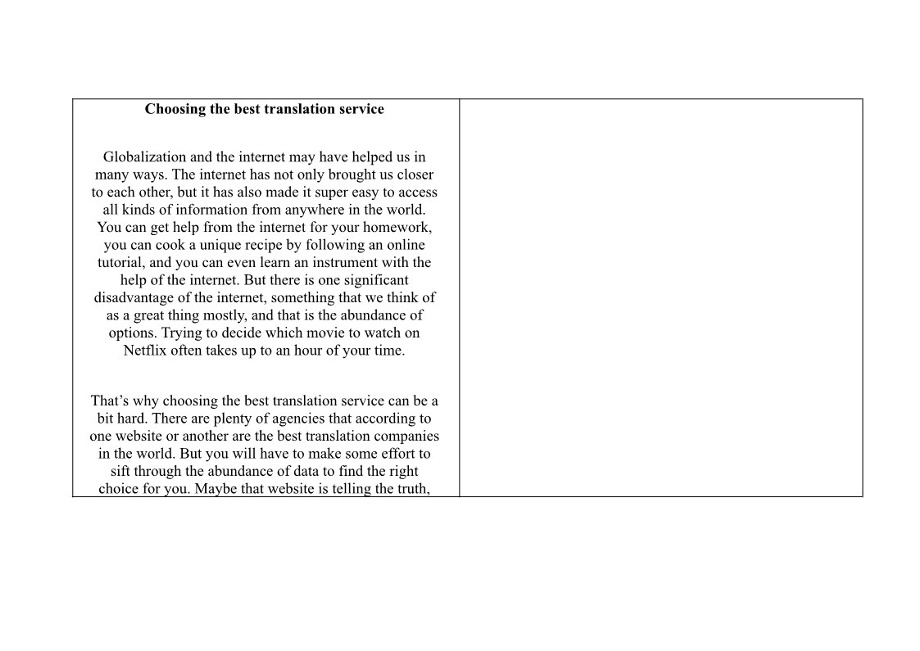 Choosing the best translation service
Globalization and the internet may have helped us in
many ways. The internet has not only brought us closer
to each other, but it has also made it super easy to access
all kinds of information from anywhere in the world.
You can get help from the internet for your homework,
you can cook a unique recipe by following an online
tutorial, and you can even learn an instrument with the
help of the internet. But there is one significant
disadvantage of the internet, something that we think of
as a great thing mostly, and that is the abundance of
options. Trying to decide which movie to watch on
Netflix often takes up to an hour of your time.
That’s why choosing the best translation service can be a
bit hard. There are plenty of agencies that according to
one website or another are the best translation companies
in the world. But you will have to make some effort to
sift through the abundance of data to find the right
choice for you. Maybe that website is telling the truth,